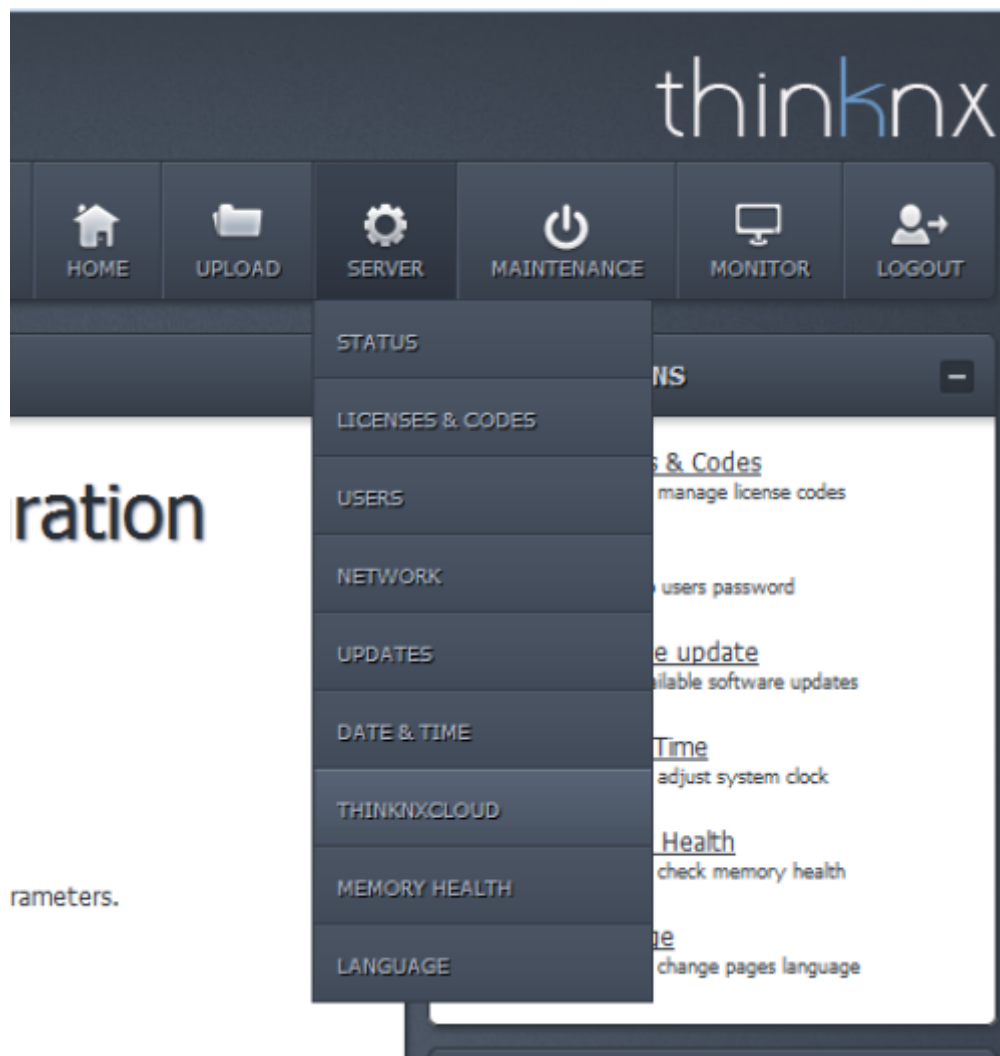 thinknx
HOME UPLOAD SERVER MAINTENANCE MONITOR LOGOUT
STATUS
LICENSES & CODES
USERS
NETWORK
UPDATES
DATE & TIME
THINKNXCLOUD
MEMORY HEALTH
LANGUAGE
ration
rameters.
NS
& Codes
manage license codes
users password
e update
ilable software updates
Time
adjust system clock
Health
check memory health
ge
change pages language